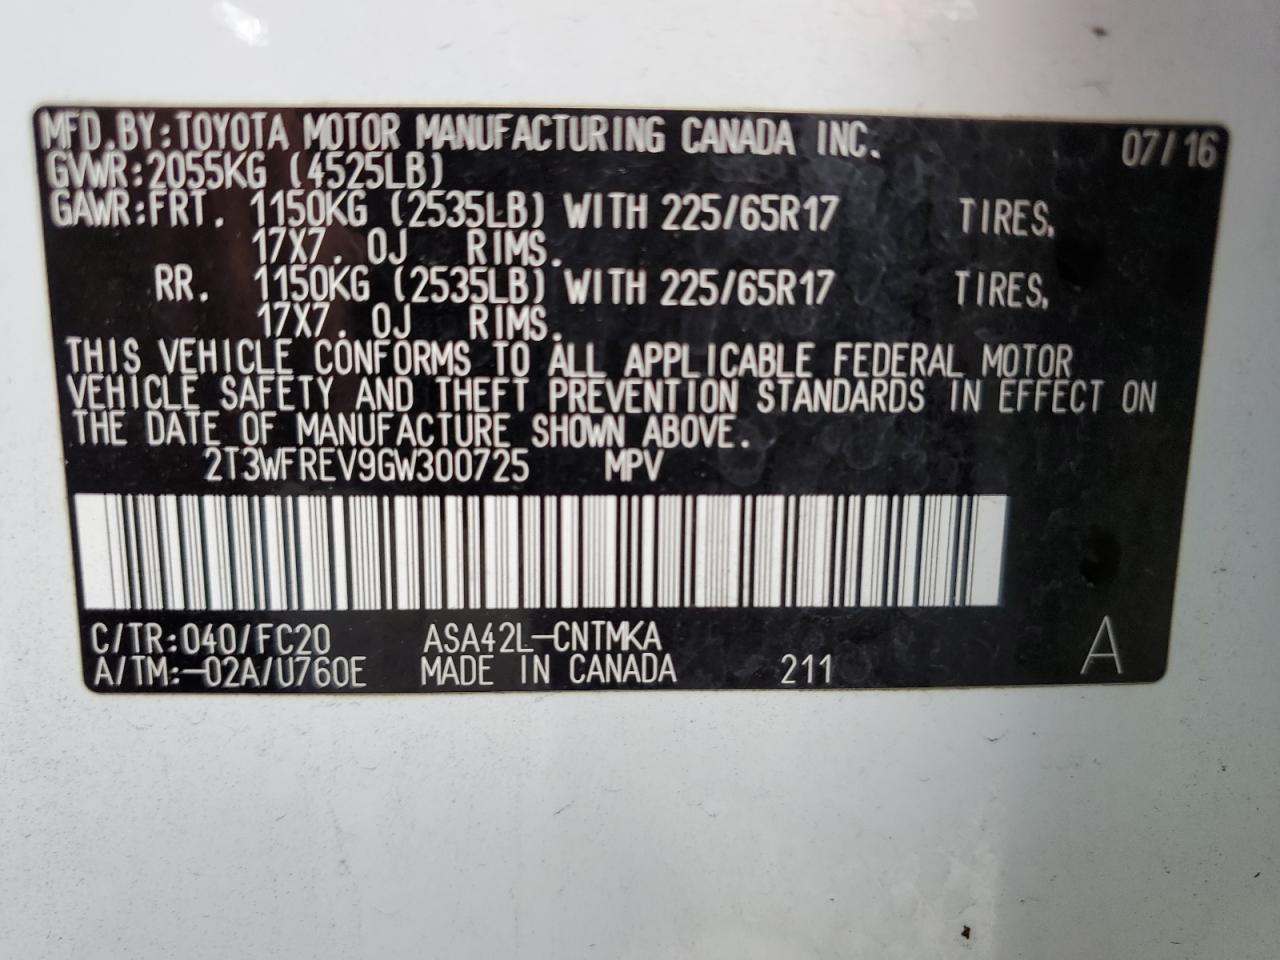 MFD.BY:TOYOTA MOTOR MANUFACTURING CANADA INC. 07/16
GVWR:2055KG (4525LB)
GAWR:FRT. 1150KG (2535LB) WITH 225/65R17 TIRES,
17X7. 0J RIMS.
RR. 1150KG (2535LB) WITH 225/65R17 TIRES,
17X7. 0J RIMS.
THIS VEHICLE CONFORMS TO ALL APPLICABLE FEDERAL MOTOR
VEHICLE SAFETY AND THEFT PREVENTION STANDARDS IN EFFECT ON
THE DATE OF MANUFACTURE SHOWN ABOVE.
2T3WFREV9GW300725 MPV
C/TR:040/FC20 ASA42L-CNTMKA
A/TM:-02A/U760E MADE IN CANADA 211 A